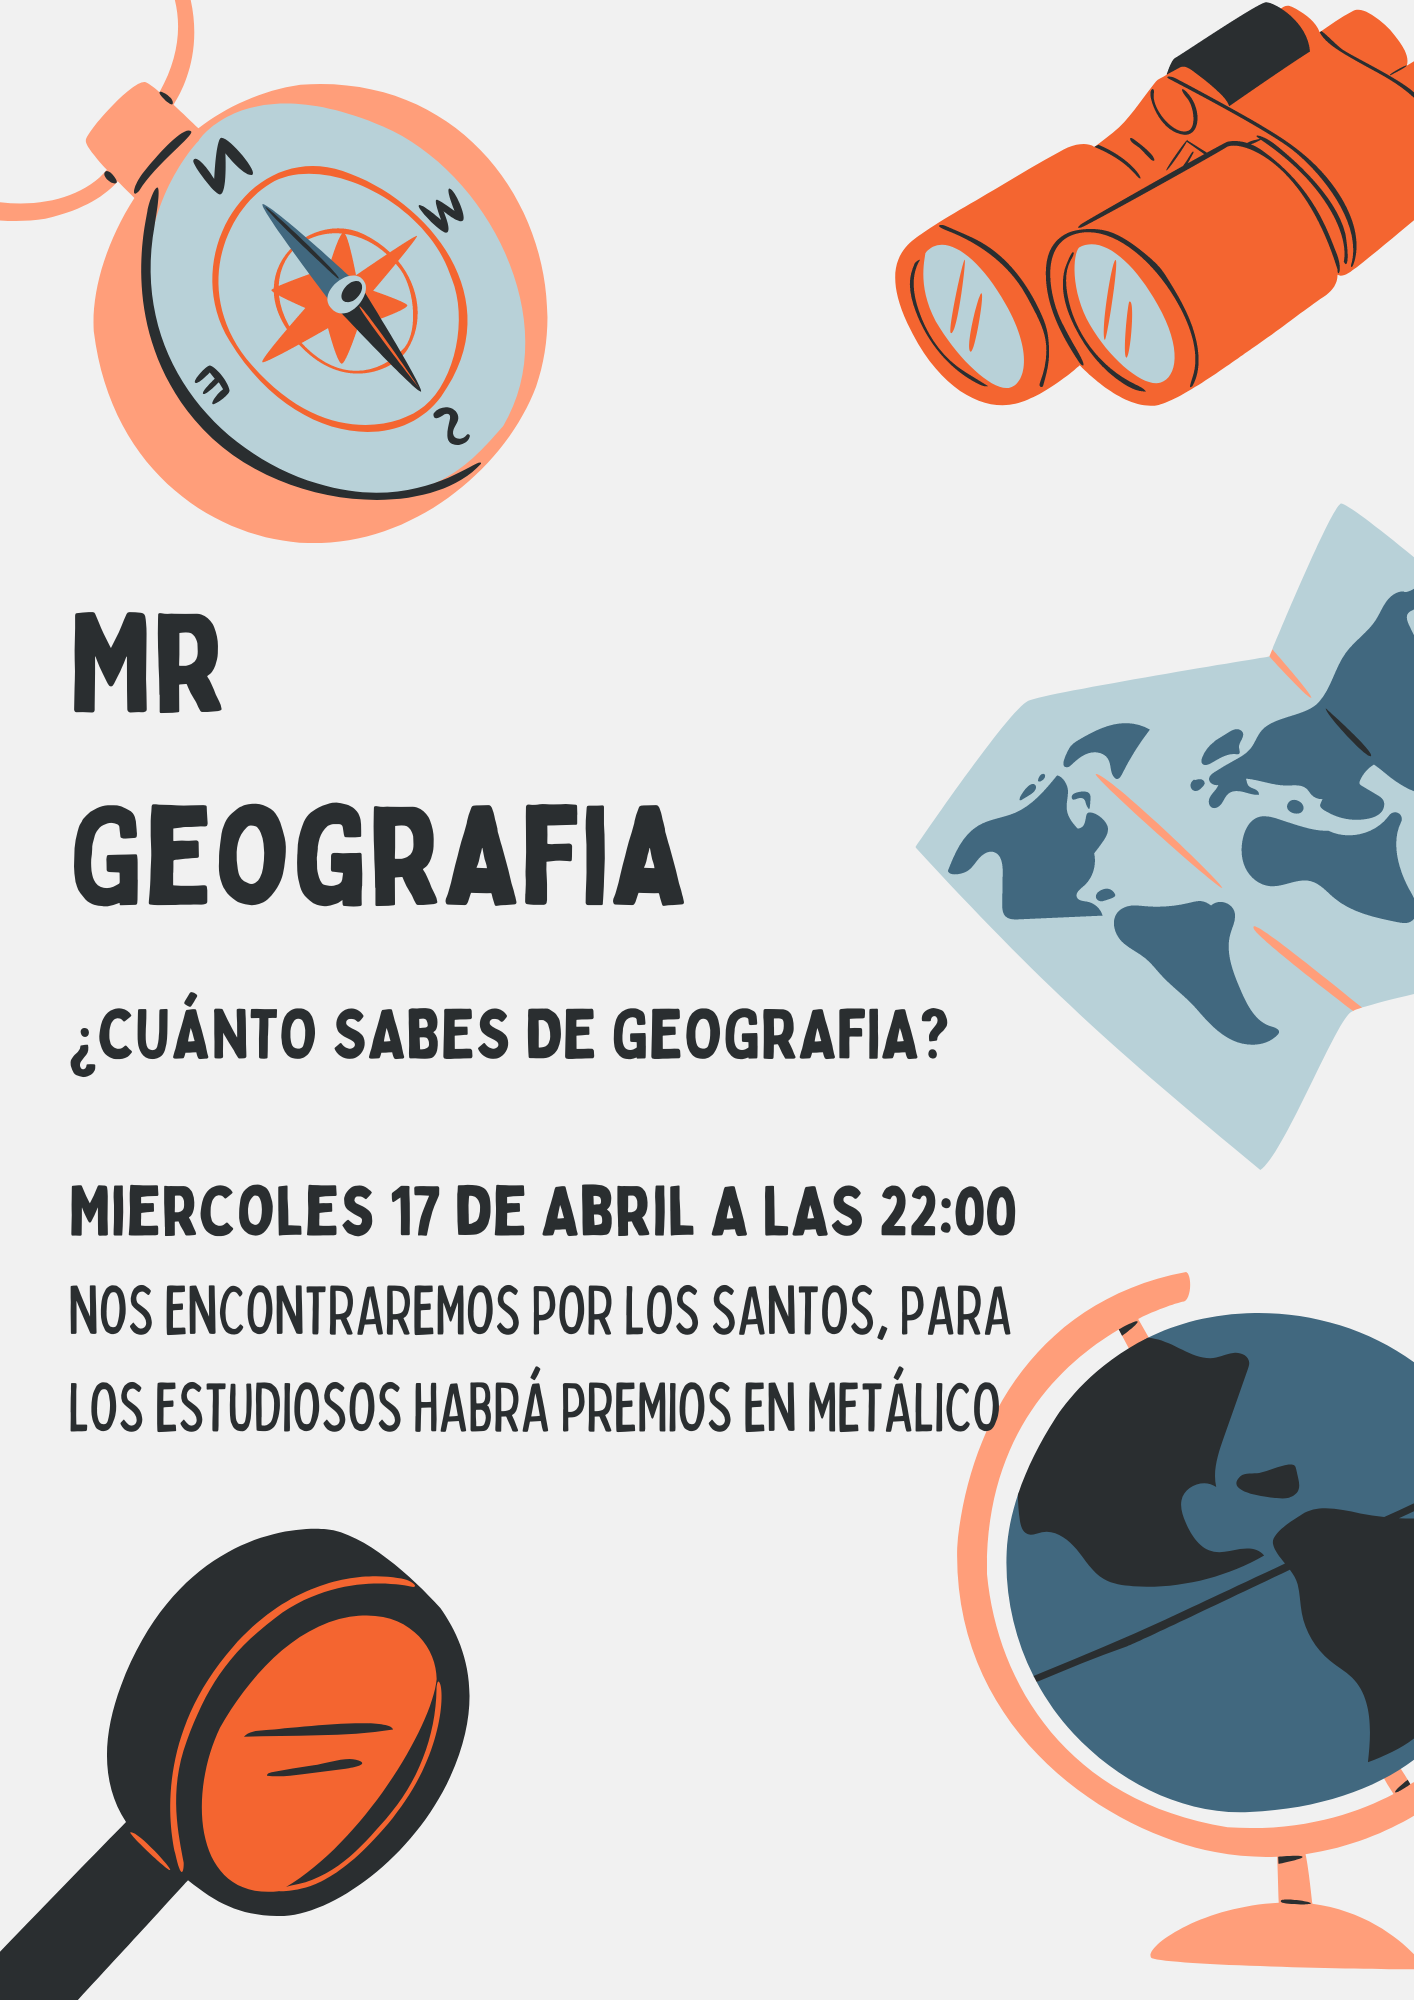 N
W
E
S
MR
GEOGRAFIA
¿CUÁNTO SABES DE GEOGRAFIA?
MIERCOLES 17 DE ABRIL A LAS 22:00
NOS ENCONTRAREMOS POR LOS SANTOS, PARA
LOS ESTUDIOSOS HABRÁ PREMIOS EN METÁLICO